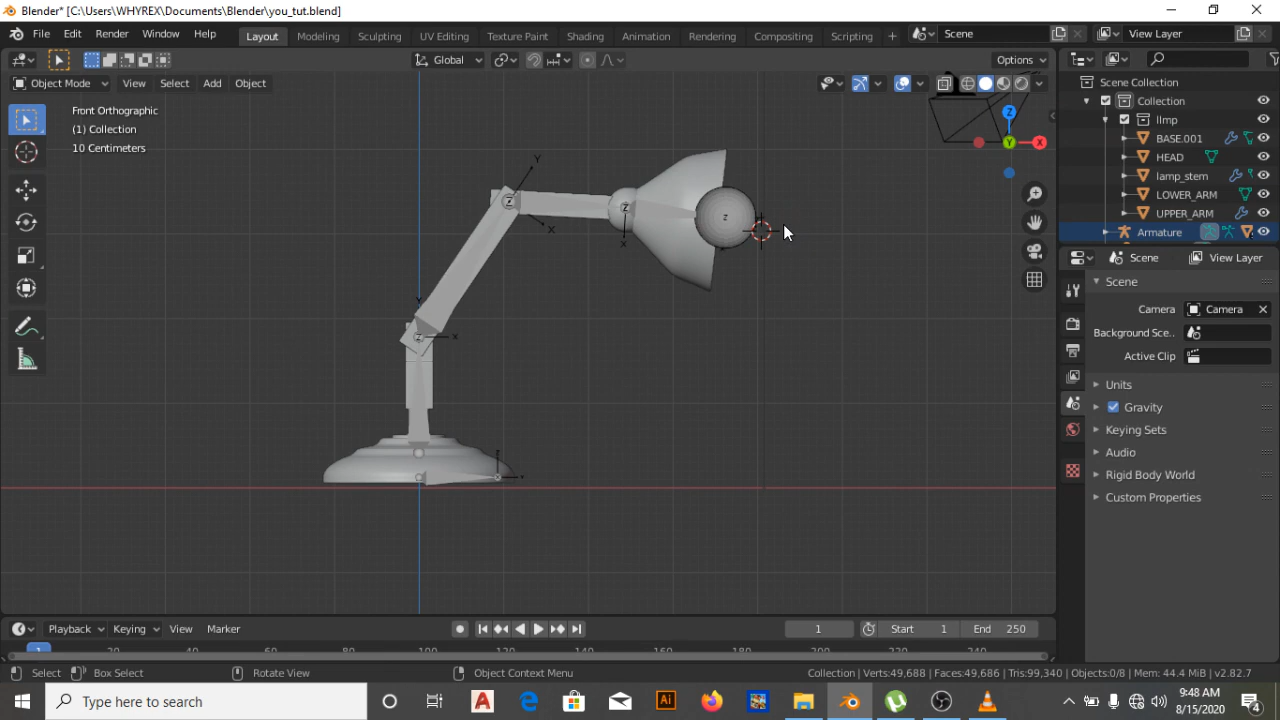 Blender* [C:\Users\WHYREX\Documents\Blender\you_tut.blend]
File Edit Render Window Help
Layout Modeling Sculpting UV Editing Texture Paint Shading Animation Rendering Compositing Scripting +
Scene
View Layer
Global
Options
Object Mode View Select Add Object
Front Orthographic
(1) Collection
10 Centimeters
Z
X
Y
Y
X
Z
Z
X
Z
Y
Z
X
Scene Collection
Collection
llmp
BASE.001
HEAD
lamp_stem
LOWER_ARM
UPPER_ARM
Armature
Scene View Layer
Scene
Camera Camera
Background Sce..
Active Clip
Units
Gravity
Keying Sets
Audio
Rigid Body World
Custom Properties
Playback Keying View Marker
1 Start 1 End 250
1
Select Box Select Rotate View Object Context Menu
Collection | Verts:49,688 | Faces:49,686 | Tris:99,340 | Objects:0/8 | Mem: 44.4 MiB | v2.82.7
Type here to search
9:48 AM
8/15/2020
4